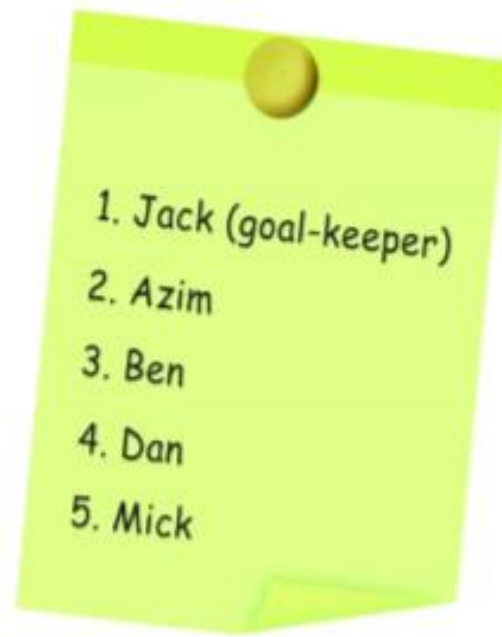 1. Jack (goal-keeper)
2. Azim
3. Ben
4. Dan
5. Mick